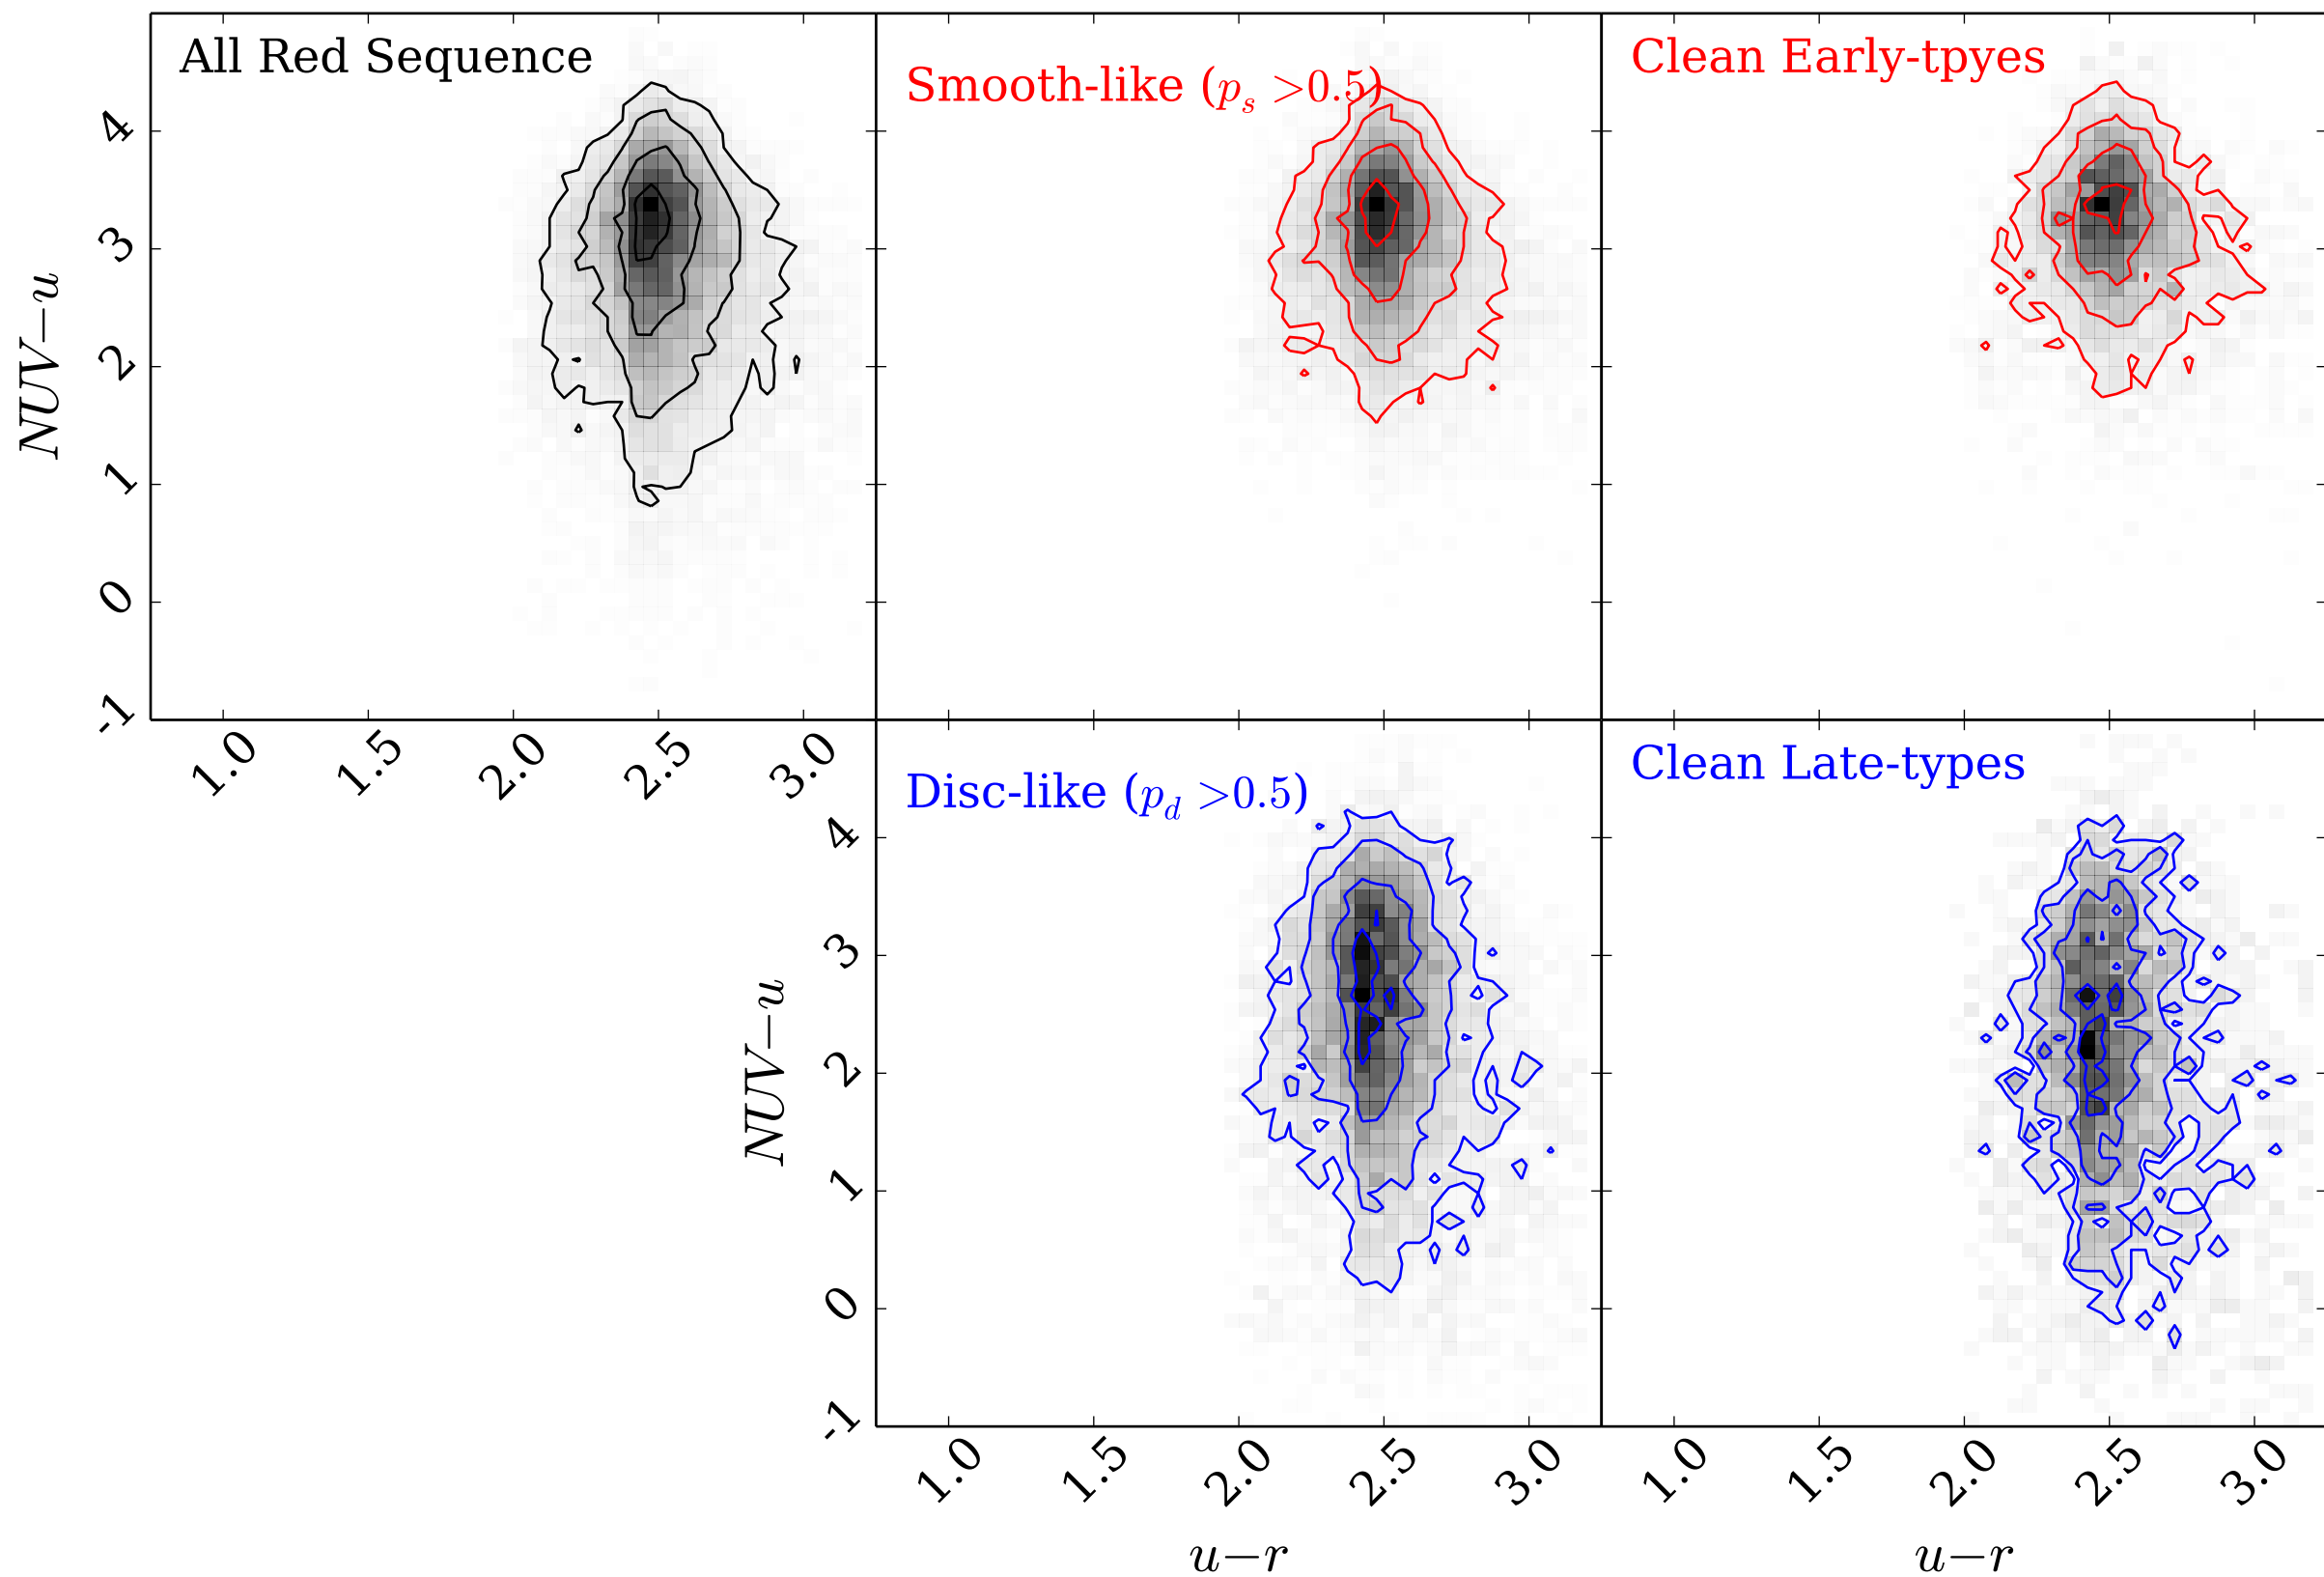 All Red Sequence
Smooth-like (ps >0.5)
Clean Early-tpyes
NUV−u
4
3
2
1
0
-1
1.0 1.5 2.0 2.5 3.0
Disc-like (pd >0.5)
Clean Late-types
NUV−u
4
3
2
1
0
-1
1.0 1.5 2.0 2.5 3.0
1.0 1.5 2.0 2.5 3.0
u−r
u−r